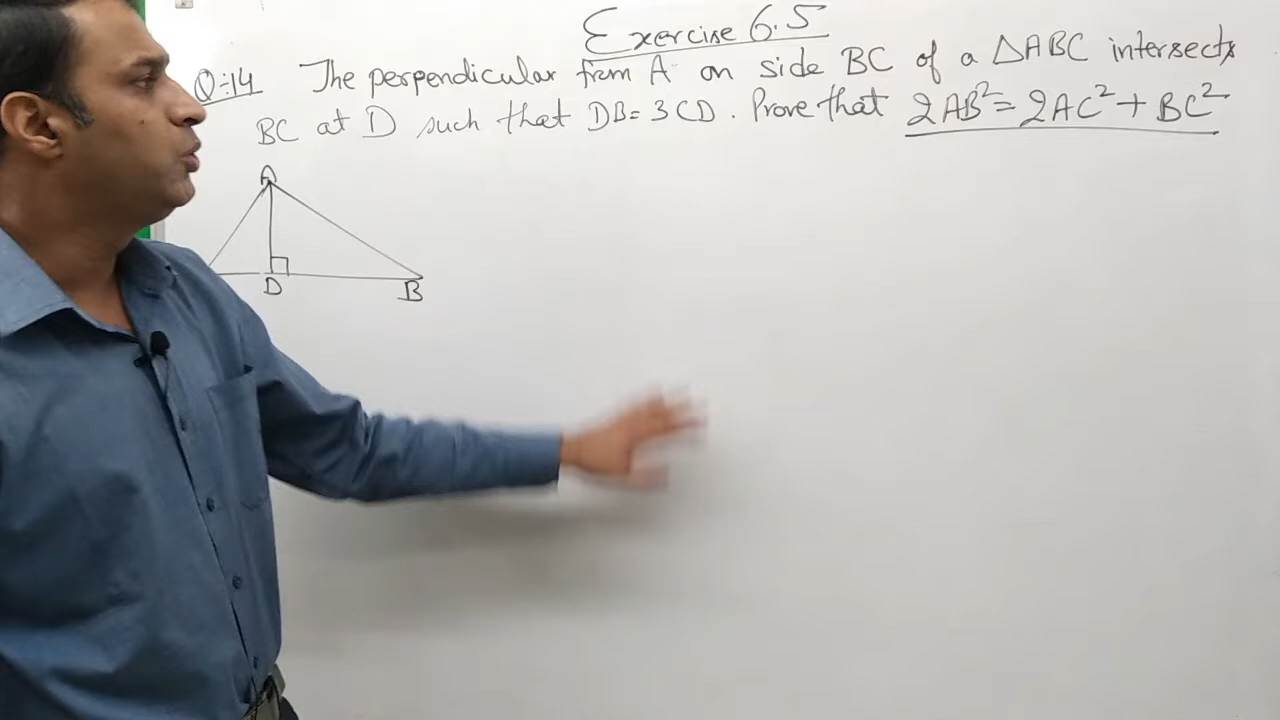 Exercise 6.5
Q:-14 The perpendicular from A on side BC of a △ABC intersects
BC at D such that DB= 3CD. Prove that 2AB²= 2AC² + BC²
A
D
B